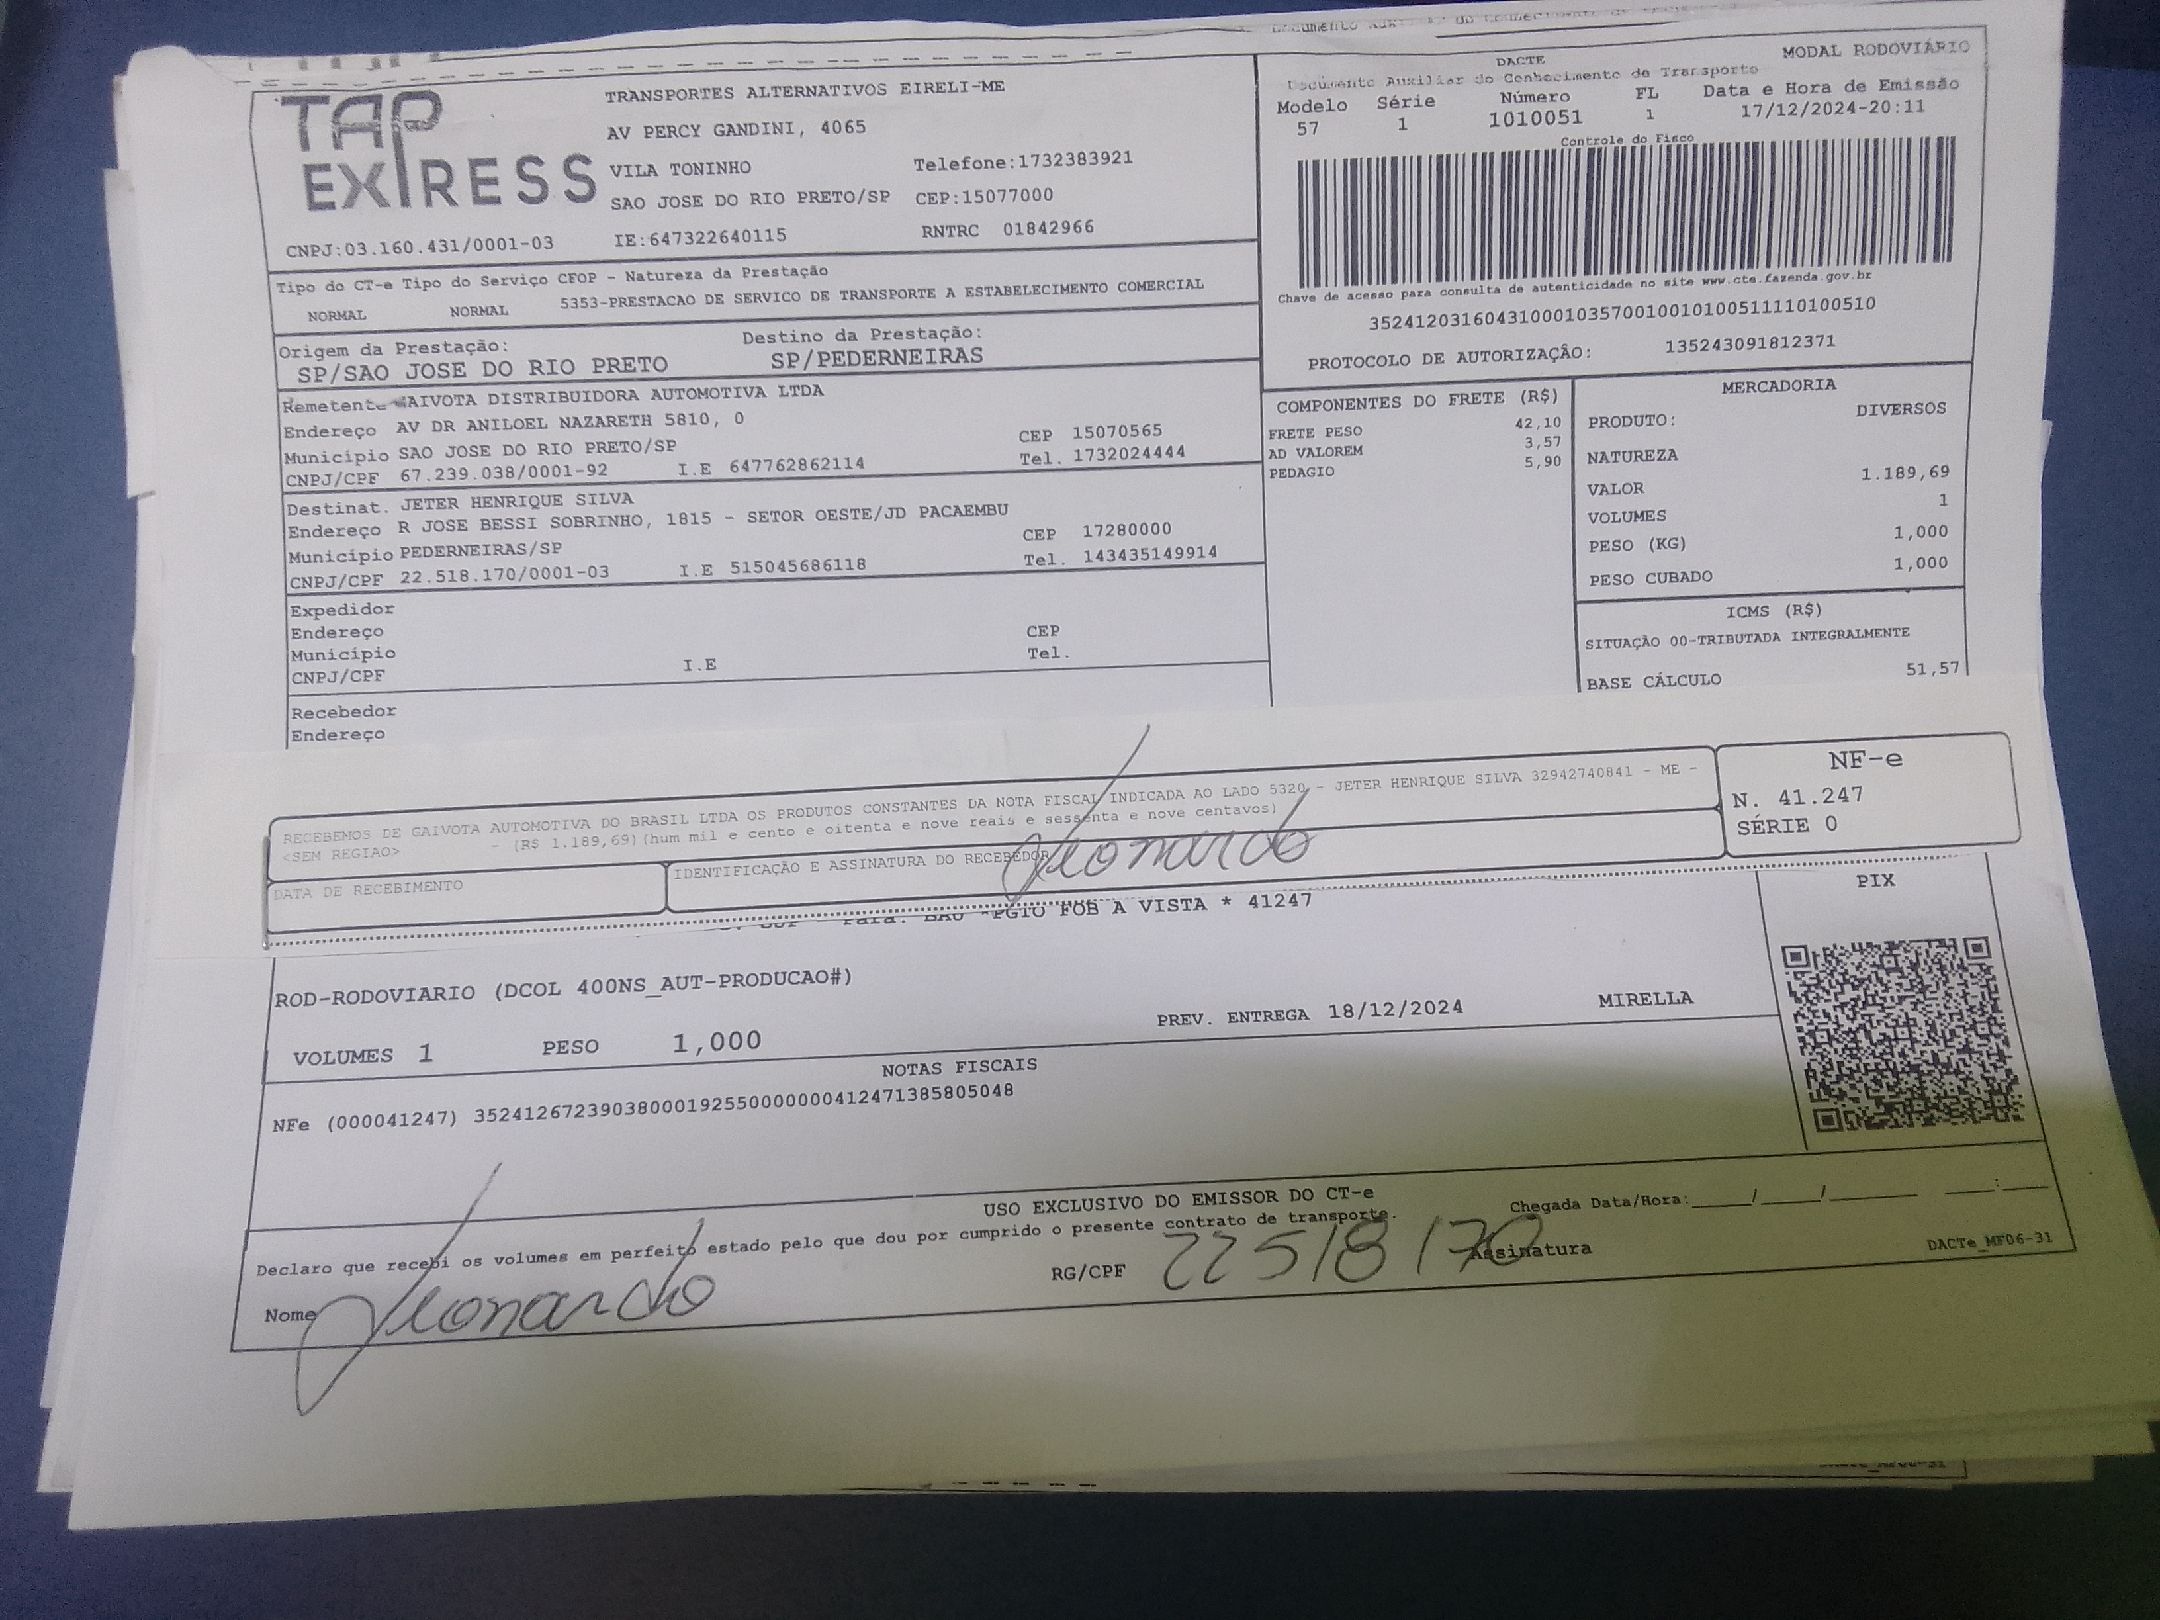 TAP EXPRESS
TRANSPORTES ALTERNATIVOS EIRELI-ME
AV PERCY GANDINI, 4065
VILA TONINHO Telefone:1732383921
SAO JOSE DO RIO PRETO/SP CEP:15077000
CNPJ:03.160.431/0001-03 IE:647322640115 RNTRC 01842966
DACTE MODAL RODOVIÁRIO
Documento Auxiliar do Conhecimento de Transporte
Modelo Série Número FL Data e Hora de Emissão
57 1 1010051 1 17/12/2024-20:11
Controle do Fisco
Chave de acesso para consulta de autenticidade no site www.cte.fazenda.gov.br
35241203160431000103570010010100511110100510
PROTOCOLO DE AUTORIZAÇÃO: 135243091812371
Tipo do CT-e Tipo do Serviço CFOP - Natureza da Prestação
NORMAL NORMAL 5353-PRESTACAO DE SERVICO DE TRANSPORTE A ESTABELECIMENTO COMERCIAL
Origem da Prestação: Destino da Prestação:
SP/SAO JOSE DO RIO PRETO SP/PEDERNEIRAS
Remetente GAIVOTA DISTRIBUIDORA AUTOMOTIVA LTDA
Endereço AV DR ANILOEL NAZARETH 5810, 0
Município SAO JOSE DO RIO PRETO/SP CEP 15070565
CNPJ/CPF 67.239.038/0001-92 I.E 647762862114 Tel. 1732024444
Destinat. JETER HENRIQUE SILVA
Endereço R JOSE BESSI SOBRINHO, 1815 - SETOR OESTE/JD PACAEMBU
Município PEDERNEIRAS/SP CEP 17280000
CNPJ/CPF 22.518.170/0001-03 I.E 515045686118 Tel. 143435149914
Expedidor
Endereço
Município CEP
CNPJ/CPF I.E Tel.
Recebedor
Endereço
COMPONENTES DO FRETE (R$)
FRETE PESO 42,10
AD VALOREM 3,57
PEDAGIO 5,90
MERCADORIA
PRODUTO: DIVERSOS
NATUREZA
VALOR 1.189,69
VOLUMES 1
PESO (KG) 1,000
PESO CUBADO 1,000
ICMS (R$)
SITUAÇÃO 00-TRIBUTADA INTEGRALMENTE
BASE CÁLCULO 51,57
RECEBEMOS DE GAIVOTA AUTOMOTIVA DO BRASIL LTDA OS PRODUTOS CONSTANTES DA NOTA FISCAL INDICADA AO LADO 5320 - JETER HENRIQUE SILVA 32942740841 - ME -
<SEM REGIAO> - (R$ 1.189,69)(hum mil e cento e oitenta e nove reais e sessenta e nove centavos)
DATA DE RECEBIMENTO
IDENTIFICAÇÃO E ASSINATURA DO RECEBEDOR
Leonardo
NF-e
N. 41.247
SÉRIE 0
*PGTO FOB A VISTA * 41247
PIX
ROD-RODOVIARIO (DCOL 400NS_AUT-PRODUCAO#)
VOLUMES 1 PESO 1,000 PREV. ENTREGA 18/12/2024 MIRELLA
NOTAS FISCAIS
NFe (000041247) 35241267239038000192550000000412471385805048
USO EXCLUSIVO DO EMISSOR DO CT-e
Declaro que recebi os volumes em perfeito estado pelo que dou por cumprido o presente contrato de transporte. Chegada Data/Hora:____/____/______ ___:___
Nome Leonardo RG/CPF 22518170 Assinatura DACTe_MF06-31